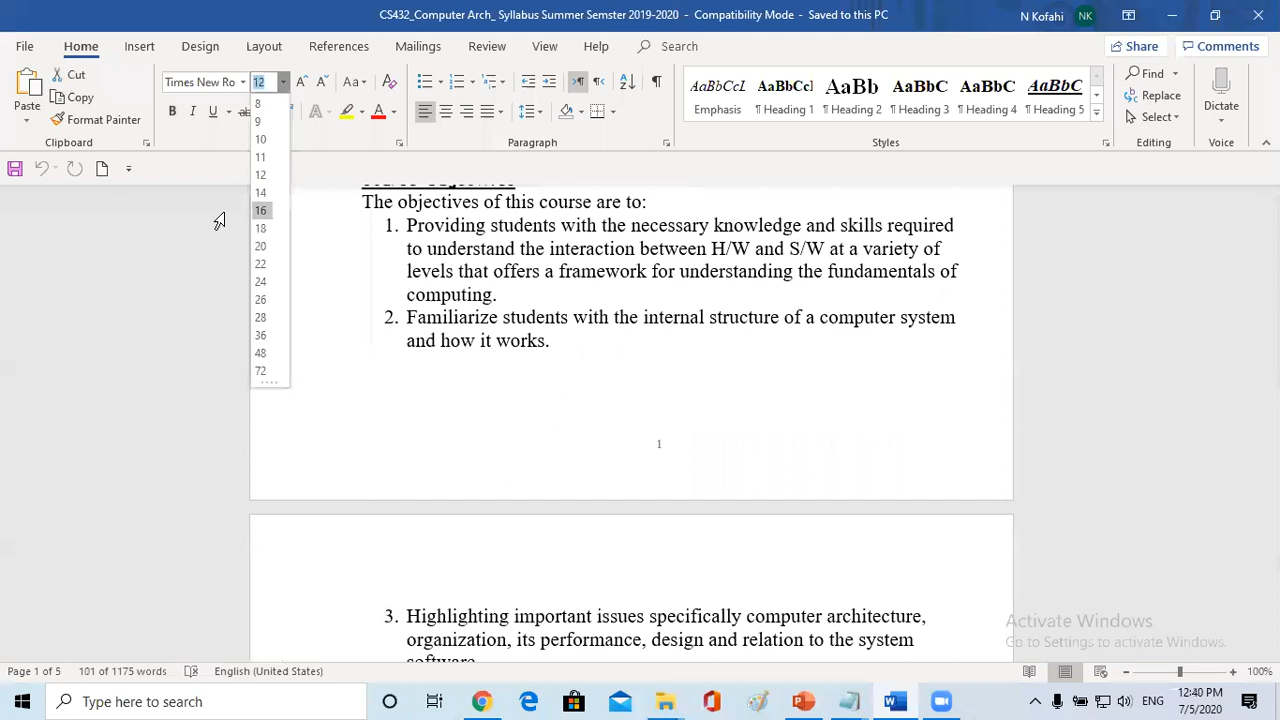 CS432_Computer Arch_ Syllabus Summer Semster 2019-2020 - Compatibility Mode - Saved to this PC
N Kofahi NK
File Home Insert Design Layout References Mailings Review View Help Search Share Comments
Cut
Copy
Format Painter
Paste
Clipboard
Times New Ro 12
8
9
10
11
12
14
16
18
20
22
24
26
28
36
48
72
Paragraph
AaBbCcI AaBbCc AaBb AaBbC AaBbC AaBbC
Emphasis ¶ Heading 1 ¶ Heading 2 ¶ Heading 3 ¶ Heading 4 ¶ Heading 5
Styles
Find
Replace
Select
Editing
Dictate
Voice
The objectives of this course are to:
1. Providing students with the necessary knowledge and skills required
to understand the interaction between H/W and S/W at a variety of
levels that offers a framework for understanding the fundamentals of
computing.
2. Familiarize students with the internal structure of a computer system
and how it works.
1
3. Highlighting important issues specifically computer architecture,
organization, its performance, design and relation to the system
software.
Activate Windows
Go to Settings to activate Windows.
Page 1 of 5 101 of 1175 words English (United States) 100%
Type here to search
ENG
12:40 PM
7/5/2020